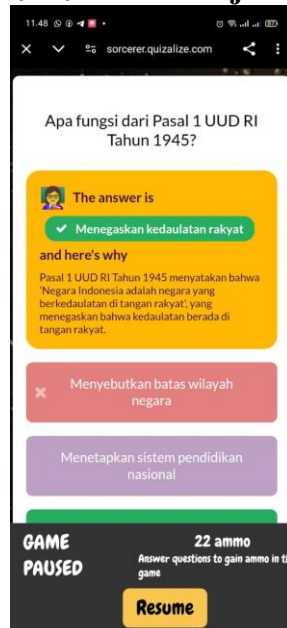 11.48
sorcerer.quizalize.com
Apa fungsi dari Pasal 1 UUD RI
Tahun 1945?
The answer is
Menegaskan kedaulatan rakyat
and here's why
Pasal 1 UUD RI Tahun 1945 menyatakan bahwa
'Negara Indonesia adalah negara yang
berkedaulatan di tangan rakyat', yang
menegaskan bahwa kedaulatan berada di
tangan rakyat.
Menyebutkan batas wilayah
negara
Menetapkan sistem pendidikan
nasional
GAME
PAUSED
22 ammo
Answer questions to gain ammo in t
game
Resume